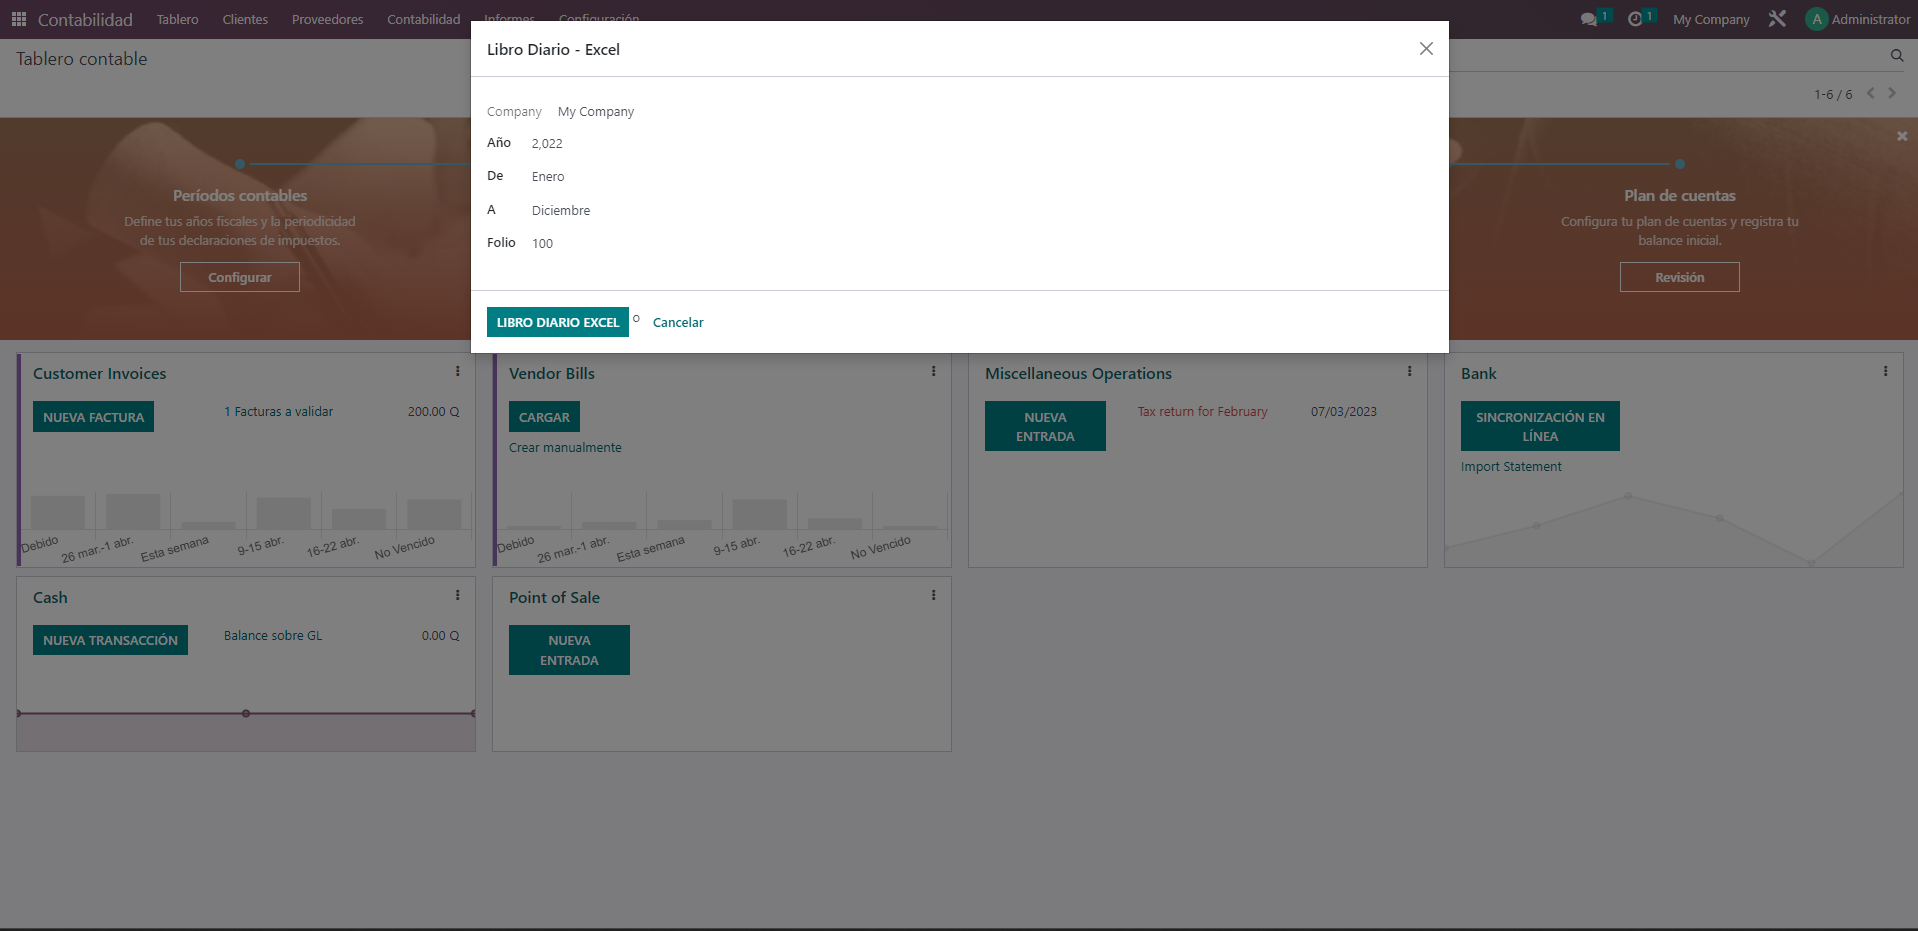 Contabilidad Tablero Clientes Proveedores Contabilidad Informes Configuración 1 1 My Company A Administrator
Tablero contable
1-6 / 6
Libro Diario - Excel
Company My Company
Año 2,022
De Enero
A Diciembre
Folio 100
LIBRO DIARIO EXCEL o Cancelar
Períodos contables
Define tus años fiscales y la periodicidad
de tus declaraciones de impuestos.
Configurar
Plan de cuentas
Configura tu plan de cuentas y registra tu
balance inicial.
Revisión
Customer Invoices
NUEVA FACTURA 1 Facturas a validar 200.00 Q
Debido 26 mar.-1 abr. Esta semana 9-15 abr. 16-22 abr. No Vencido
Vendor Bills
CARGAR
Crear manualmente
Debido 26 mar.-1 abr. Esta semana 9-15 abr. 16-22 abr. No Vencido
Miscellaneous Operations
NUEVA
ENTRADA
Tax return for February 07/03/2023
Bank
SINCRONIZACIÓN EN
LÍNEA
Import Statement
Cash
NUEVA TRANSACCIÓN Balance sobre GL 0.00 Q
Point of Sale
NUEVA
ENTRADA